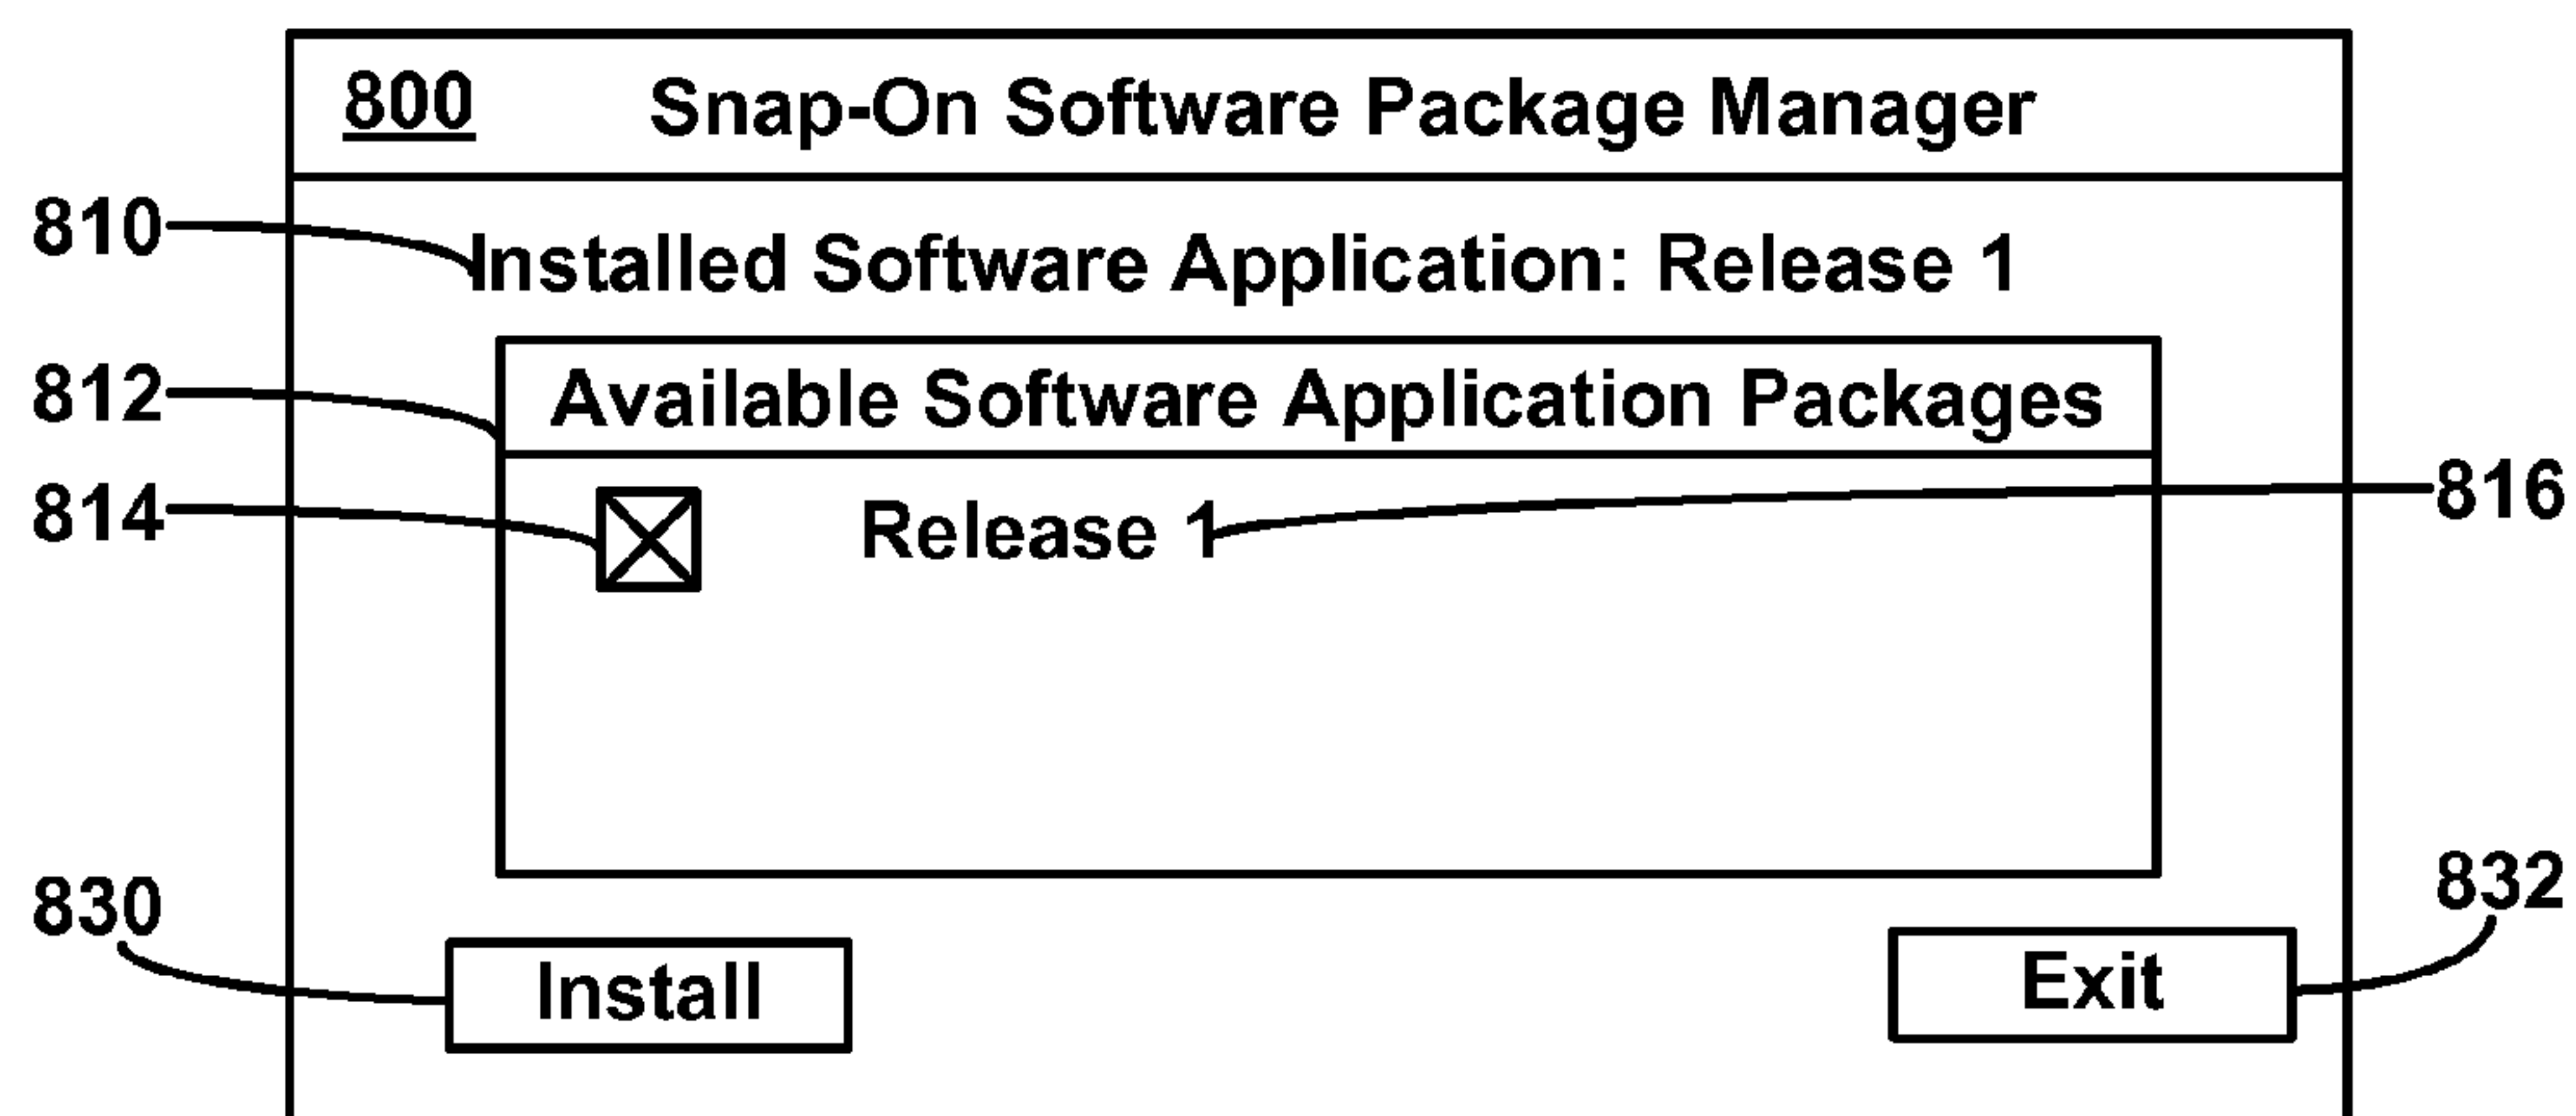 800 Snap-On Software Package Manager
810 Installed Software Application: Release 1
812 Available Software Application Packages
814 Release 1 816
830 Install Exit 832